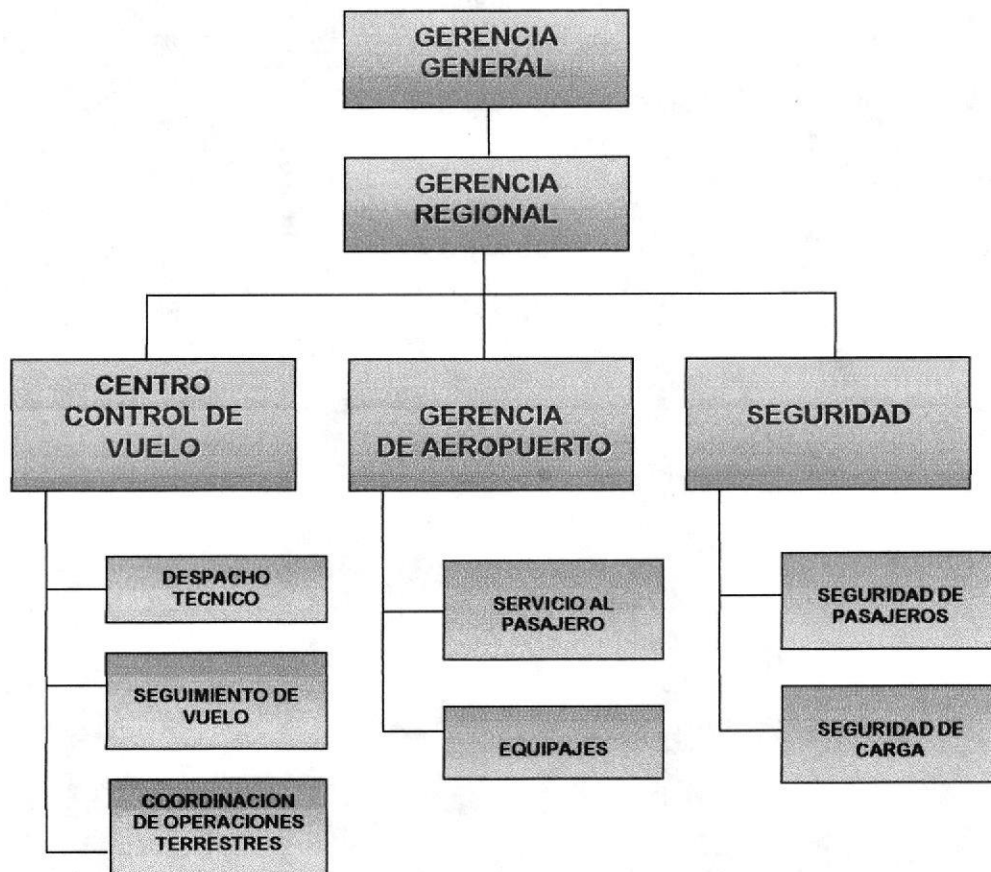 GERENCIA
GENERAL
GERENCIA
REGIONAL
CENTRO
CONTROL DE
VUELO
GERENCIA
DE AEROPUERTO
SEGURIDAD
DESPACHO
TECNICO
SEGUIMIENTO DE
VUELO
COORDINACION
DE OPERACIONES
TERRESTRES
SERVICIO AL
PASAJERO
EQUIPAJES
SEGURIDAD DE
PASAJEROS
SEGURIDAD DE
CARGA